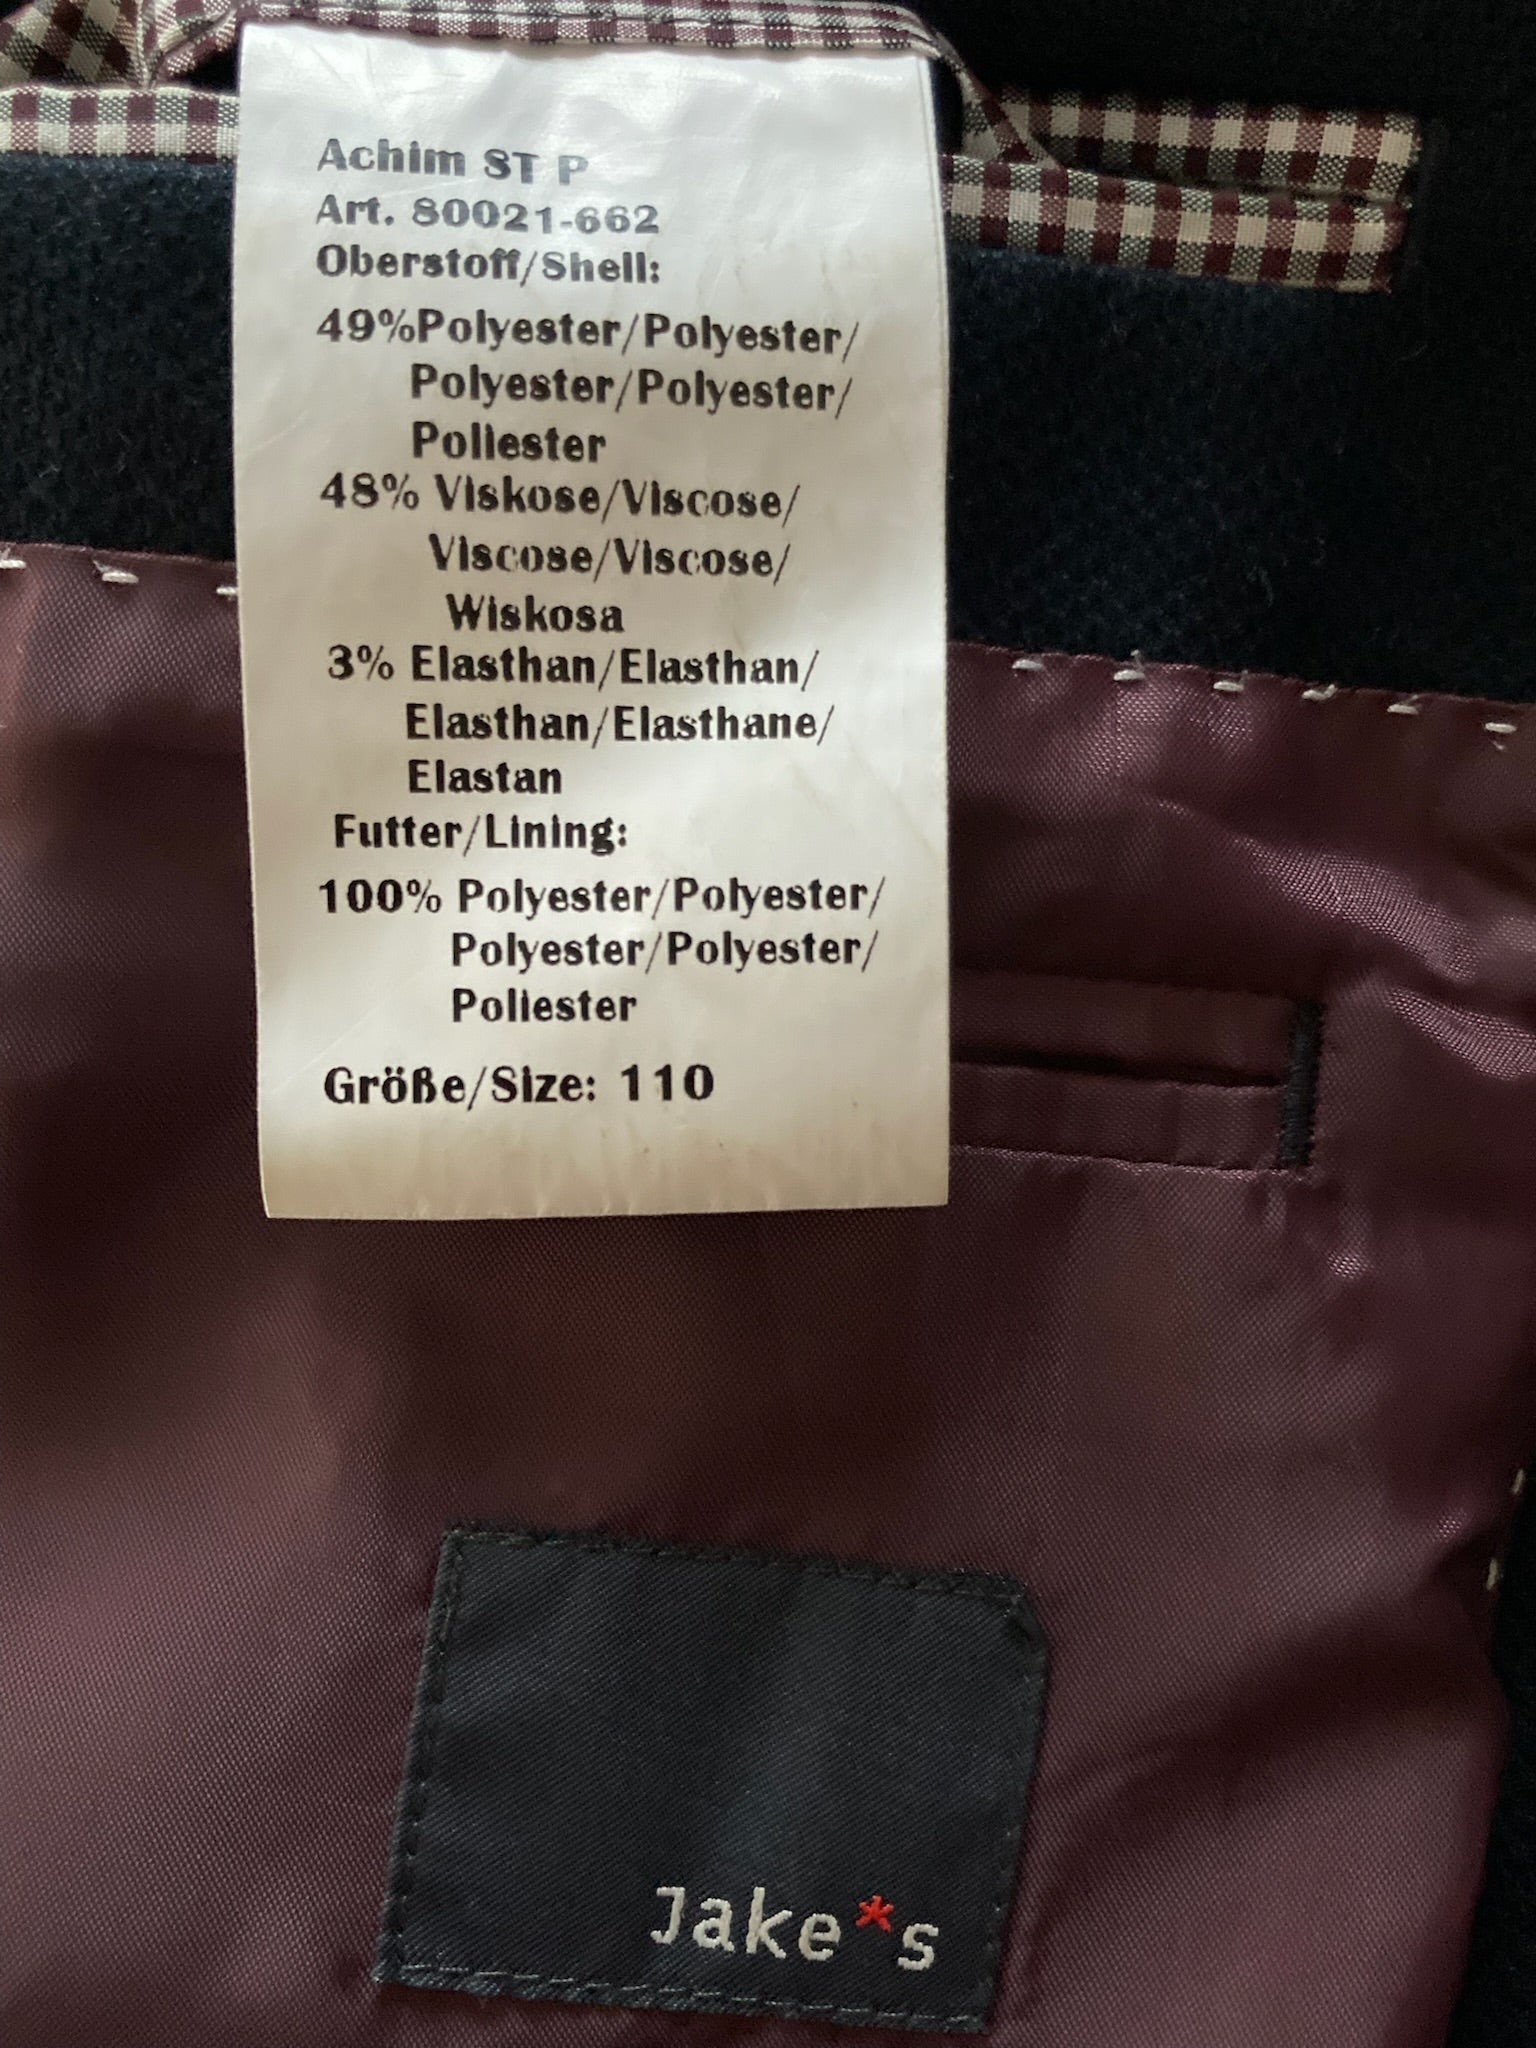 Achim ST P
Art. 80021-662
Oberstoff/Shell:
49%Polyester/Polyester/
Polyester/Polyester/
Poliester
48% Viskose/Viscose/
Viscose/Viscose/
Wiskosa
3% Elasthan/Elasthan/
Elasthan/Elasthane/
Elastan
Futter/Lining:
100% Polyester/Polyester/
Polyester/Polyester/
Poliester
Größe/Size: 110
Jake*s